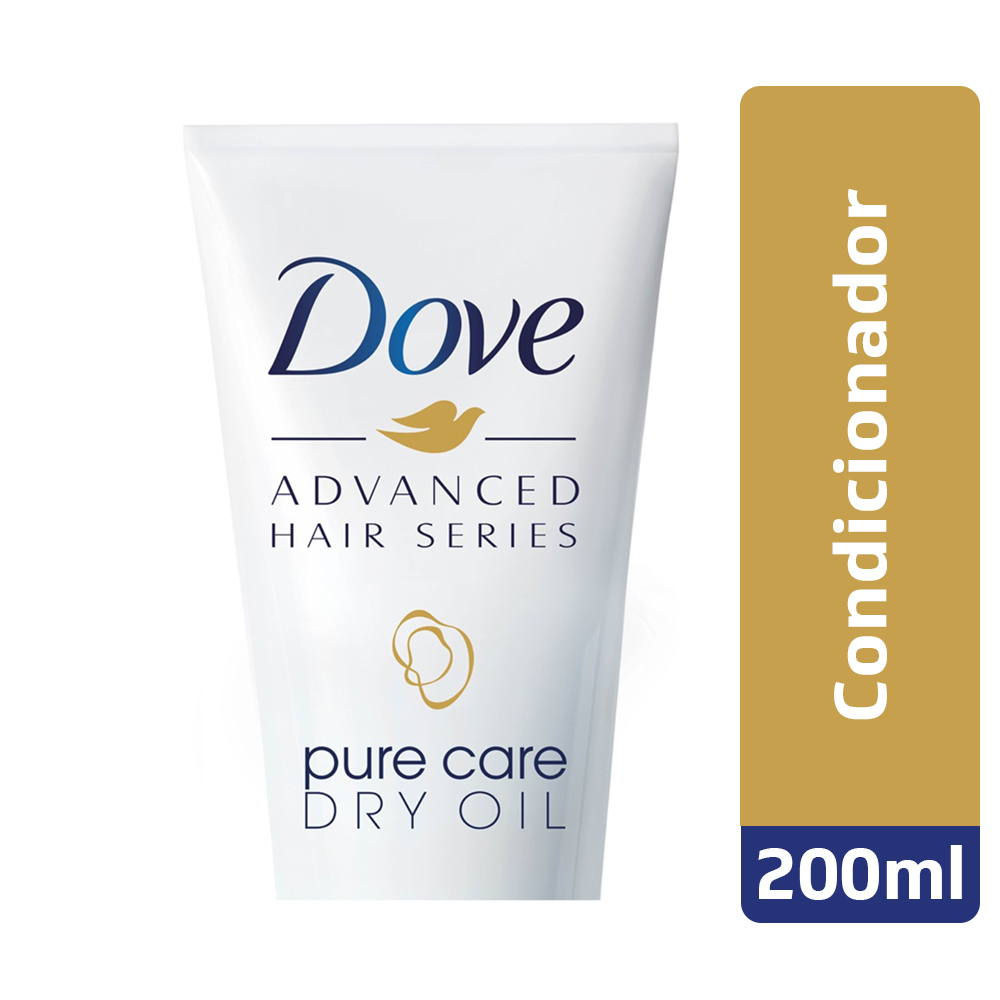 Dove
ADVANCED
HAIR SERIES
pure care
DRY OIL
Condicionador
200ml